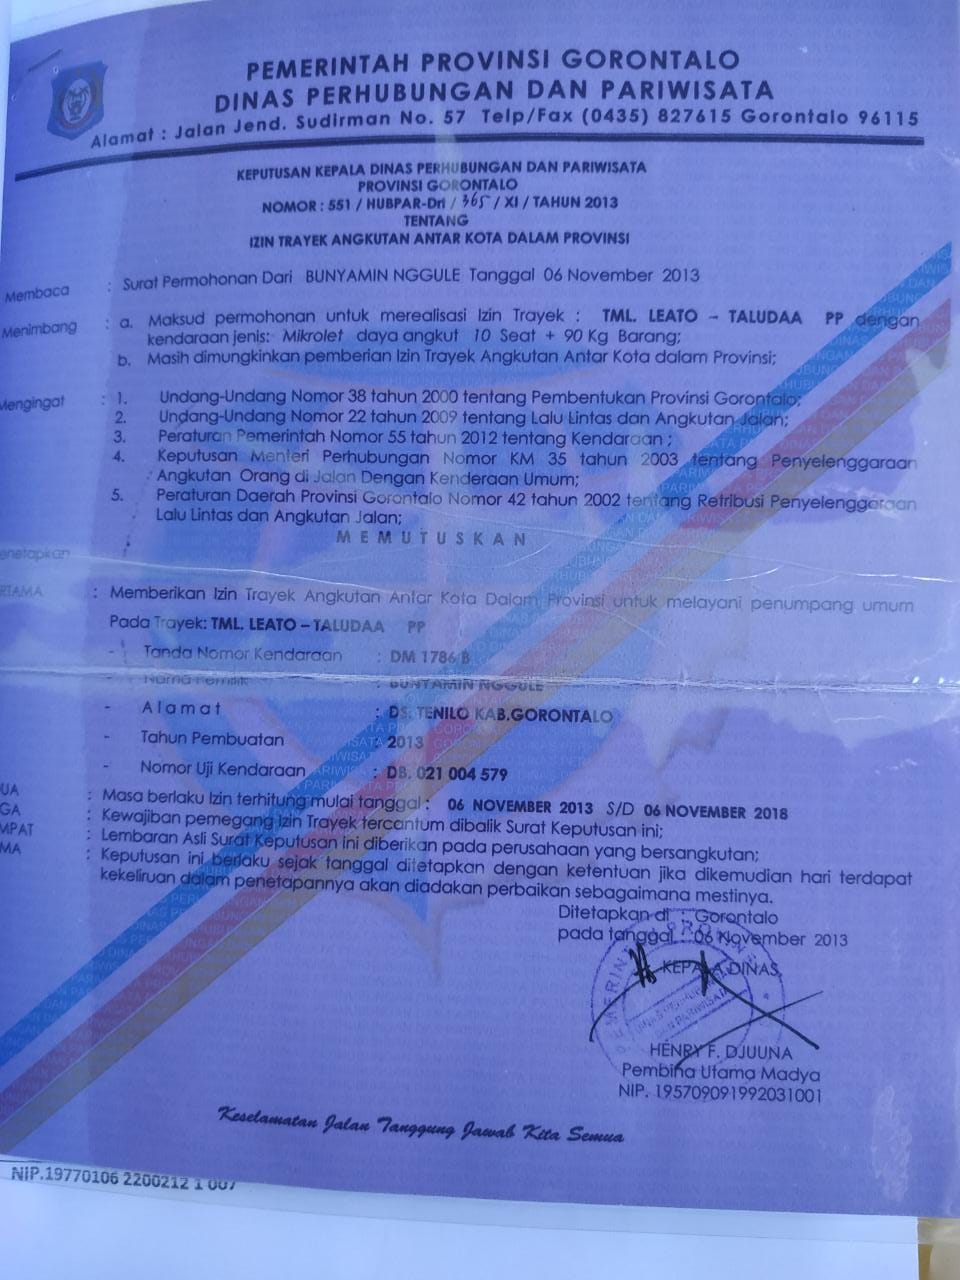 PEMERINTAH PROVINSI GORONTALO
DINAS PERHUBUNGAN DAN PARIWISATA
Alamat : Jalan Jend. Sudirman No. 57 Telp/Fax (0435) 827615 Gorontalo 96115
KEPUTUSAN KEPALA DINAS PERHUBUNGAN DAN PARIWISATA
PROVINSI GORONTALO
NOMOR : 551 / HUBPAR-Drl / 365 / XI / TAHUN 2013
TENTANG
IZIN TRAYEK ANGKUTAN ANTAR KOTA DALAM PROVINSI
Membaca : Surat Permohonan Dari BUNYAMIN NGGULE Tanggal 06 November 2013
Menimbang : a. Maksud permohonan untuk merealisasi Izin Trayek : TML. LEATO – TALUDAA PP dengan
kendaraan jenis: Mikrolet daya angkut 10 Seat + 90 Kg Barang;
b. Masih dimungkinkan pemberian Izin Trayek Angkutan Antar Kota dalam Provinsi;
Mengingat : 1. Undang-Undang Nomor 38 tahun 2000 tentang Pembentukan Provinsi Gorontalo;
2. Undang-Undang Nomor 22 tahun 2009 tentang Lalu Lintas dan Angkutan Jalan;
3. Peraturan Pemerintah Nomor 55 tahun 2012 tentang Kendaraan ;
4. Keputusan Menteri Perhubungan Nomor KM 35 tahun 2003 tentang Penyelenggaraan
Angkutan Orang di Jalan Dengan Kenderaan Umum;
5. Peraturan Daerah Provinsi Gorontalo Nomor 42 tahun 2002 tentang Retribusi Penyelenggaraan
Lalu Lintas dan Angkutan Jalan;
M E M U T U S K A N
enetapkan
RTAMA : Memberikan Izin Trayek Angkutan Antar Kota Dalam Provinsi untuk melayani penumpang umum
Pada Trayek: TML. LEATO – TALUDAA PP
- Tanda Nomor Kendaraan : DM 1786 B
- Nama Pemilik : BUNYAMIN NGGULE
- A l a m a t : DS. TENILO KAB.GORONTALO
- Tahun Pembuatan : 2013
- Nomor Uji Kendaraan : DB. 021 004 579
UA : Masa berlaku Izin terhitung mulai tanggal : 06 NOVEMBER 2013 S/D 06 NOVEMBER 2018
GA : Kewajiban pemegang Izin Trayek tercantum dibalik Surat Keputusan ini;
MPAT : Lembaran Asli Surat Keputusan ini diberikan pada perusahaan yang bersangkutan;
MA : Keputusan ini berlaku sejak tanggal ditetapkan dengan ketentuan jika dikemudian hari terdapat
kekeliruan dalam penetapannya akan diadakan perbaikan sebagaimana mestinya.
Ditetapkan di : Gorontalo
pada tanggal : 06 November 2013
KEPALA DINAS
HENRY F. DJUUNA
Pembina Utama Madya
NIP. 195709091992031001
Keselamatan Jalan Tanggung Jawab Kita Semua
NIP.19770106 2200212 1 007